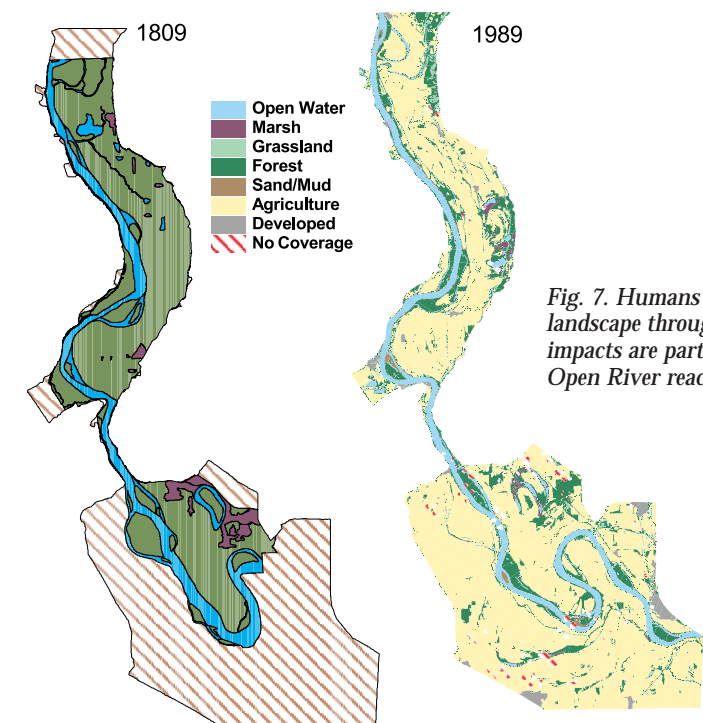 1809
1989
Open Water
Marsh
Grassland
Forest
Sand/Mud
Agriculture
Developed
No Coverage
Fig. 7. Humans
landscape throug
impacts are part
Open River reac